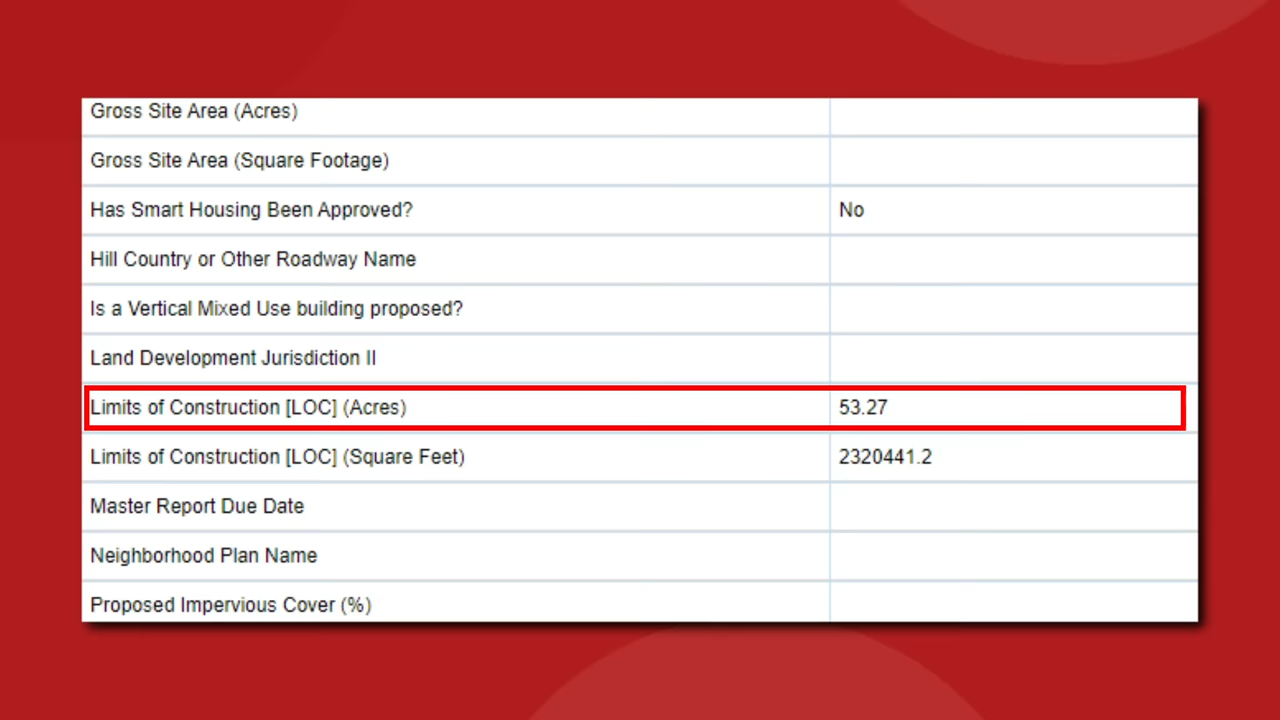 Gross Site Area (Acres)
Gross Site Area (Square Footage)
Has Smart Housing Been Approved? No
Hill Country or Other Roadway Name
Is a Vertical Mixed Use building proposed?
Land Development Jurisdiction II
Limits of Construction [LOC] (Acres) 53.27
Limits of Construction [LOC] (Square Feet) 2320441.2
Master Report Due Date
Neighborhood Plan Name
Proposed Impervious Cover (%)